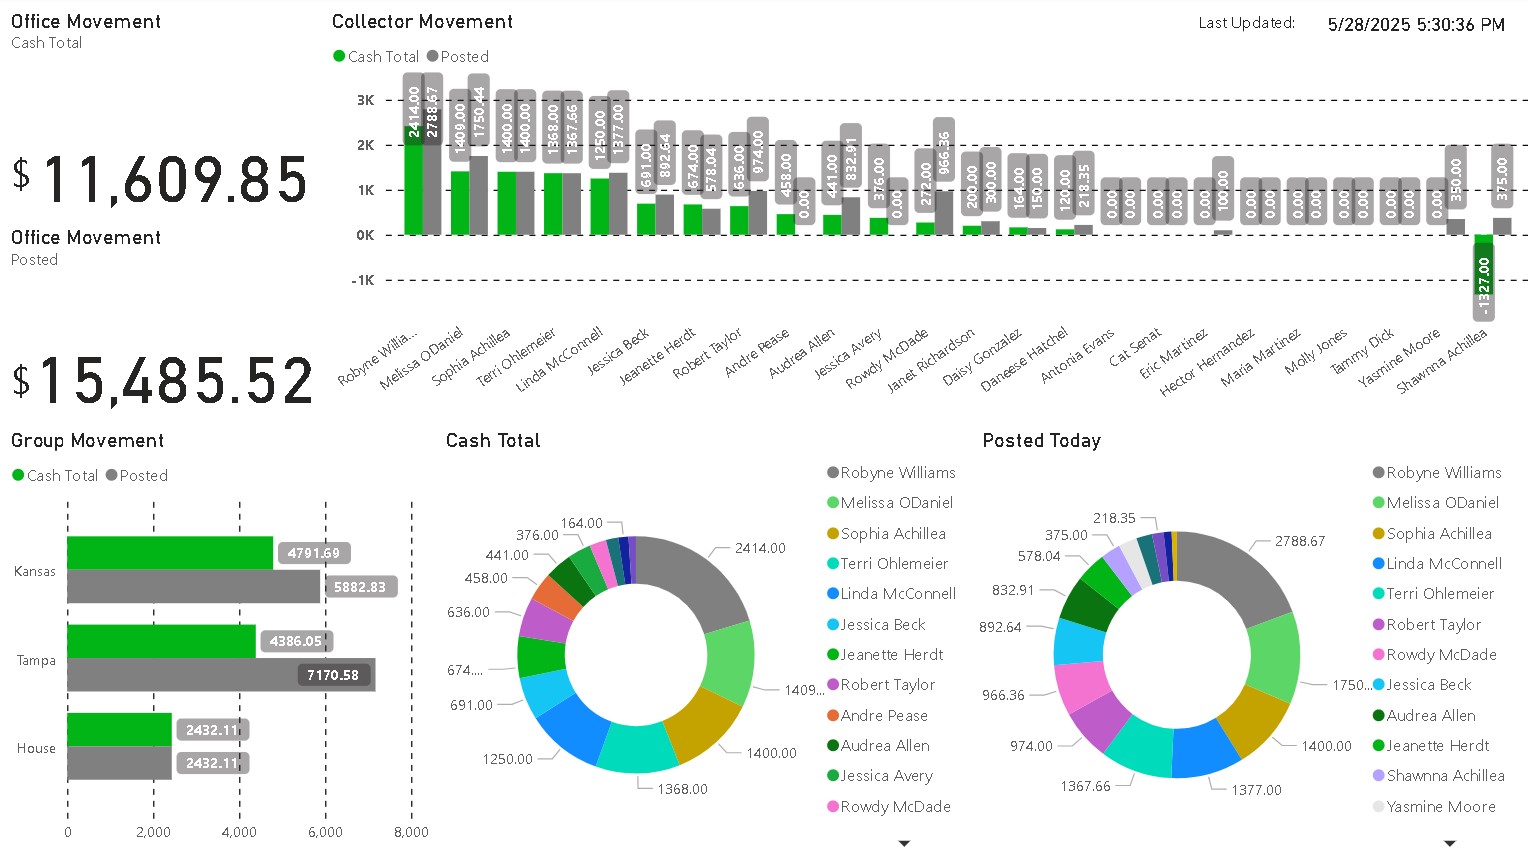 Office Movement
Cash Total
$ 11,609.85
Office Movement
Posted
$ 15,485.52
Collector Movement
Last Updated: 5/28/2025 5:30:36 PM
Cash Total Posted
3K
2K
1K
0K
-1K
2414.00 2788.67 1409.00 1750.44 1400.00 1400.00 1368.00 1367.66 1250.00 1377.00 691.00 892.64 674.00 578.04 636.00 974.00 458.00 0.00 441.00 832.91 376.00 0.00 272.00 966.36 200.00 300.00 164.00 150.00 120.00 218.35 0.00 0.00 0.00 0.00 0.00 100.00 0.00 0.00 0.00 0.00 0.00 0.00 0.00 0.00 0.00 350.00 -1327.00 375.00
Robyne Willia...
Melissa ODaniel
Sophia Achillea
Terri Ohlemeier
Linda McConnell
Jessica Beck
Jeanette Herdt
Robert Taylor
Andre Pease
Audrea Allen
Jessica Avery
Rowdy McDade
Janet Richardson
Daisy Gonzalez
Daneese Hatchel
Antonia Evans
Cat Senat
Eric Martinez
Hector Hernandez
Maria Martinez
Molly Jones
Tammy Dick
Yasmine Moore
Shawnna Achillea
Group Movement
Cash Total Posted
Kansas
4791.69
5882.83
Tampa
4386.05
7170.58
House
2432.11
2432.11
0 2,000 4,000 6,000 8,000
Cash Total
2414.00
1409...
1400.00
1368.00
1250.00
691.00
674....
636.00
458.00
441.00
376.00
164.00
Robyne Williams
Melissa ODaniel
Sophia Achillea
Terri Ohlemeier
Linda McConnell
Jessica Beck
Jeanette Herdt
Robert Taylor
Andre Pease
Audrea Allen
Jessica Avery
Rowdy McDade
Posted Today
2788.67
1750...
1400.00
1377.00
1367.66
974.00
966.36
892.64
832.91
578.04
375.00
218.35
Robyne Williams
Melissa ODaniel
Sophia Achillea
Linda McConnell
Terri Ohlemeier
Robert Taylor
Rowdy McDade
Jessica Beck
Audrea Allen
Jeanette Herdt
Shawnna Achillea
Yasmine Moore